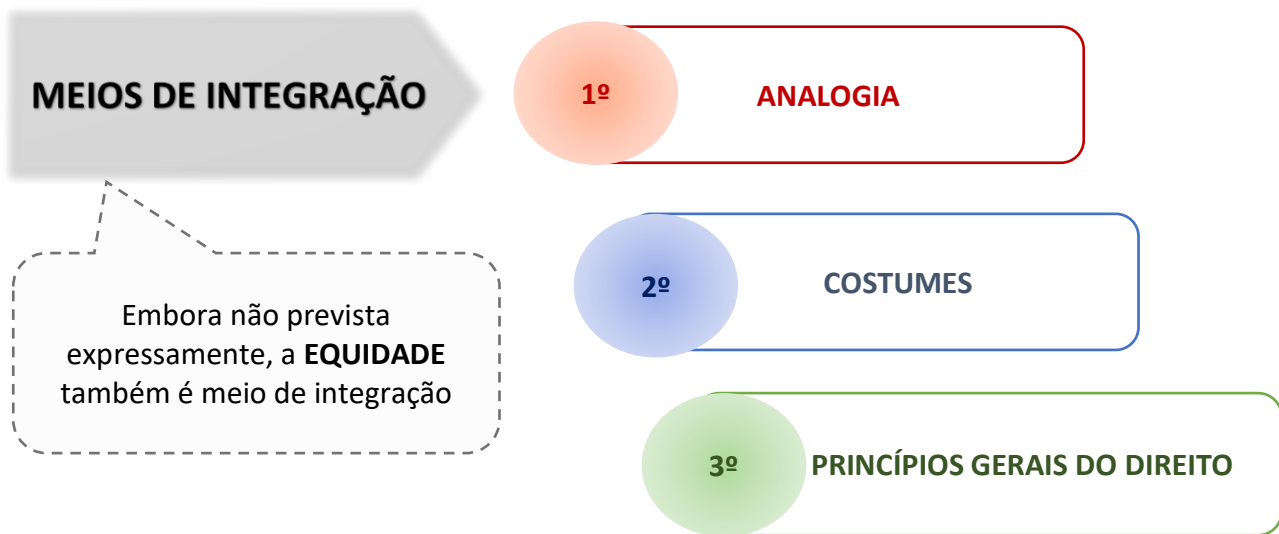 MEIOS DE INTEGRAÇÃO
1º
ANALOGIA
2º
COSTUMES
Embora não prevista
expressamente, a EQUIDADE
também é meio de integração
3º
PRINCÍPIOS GERAIS DO DIREITO